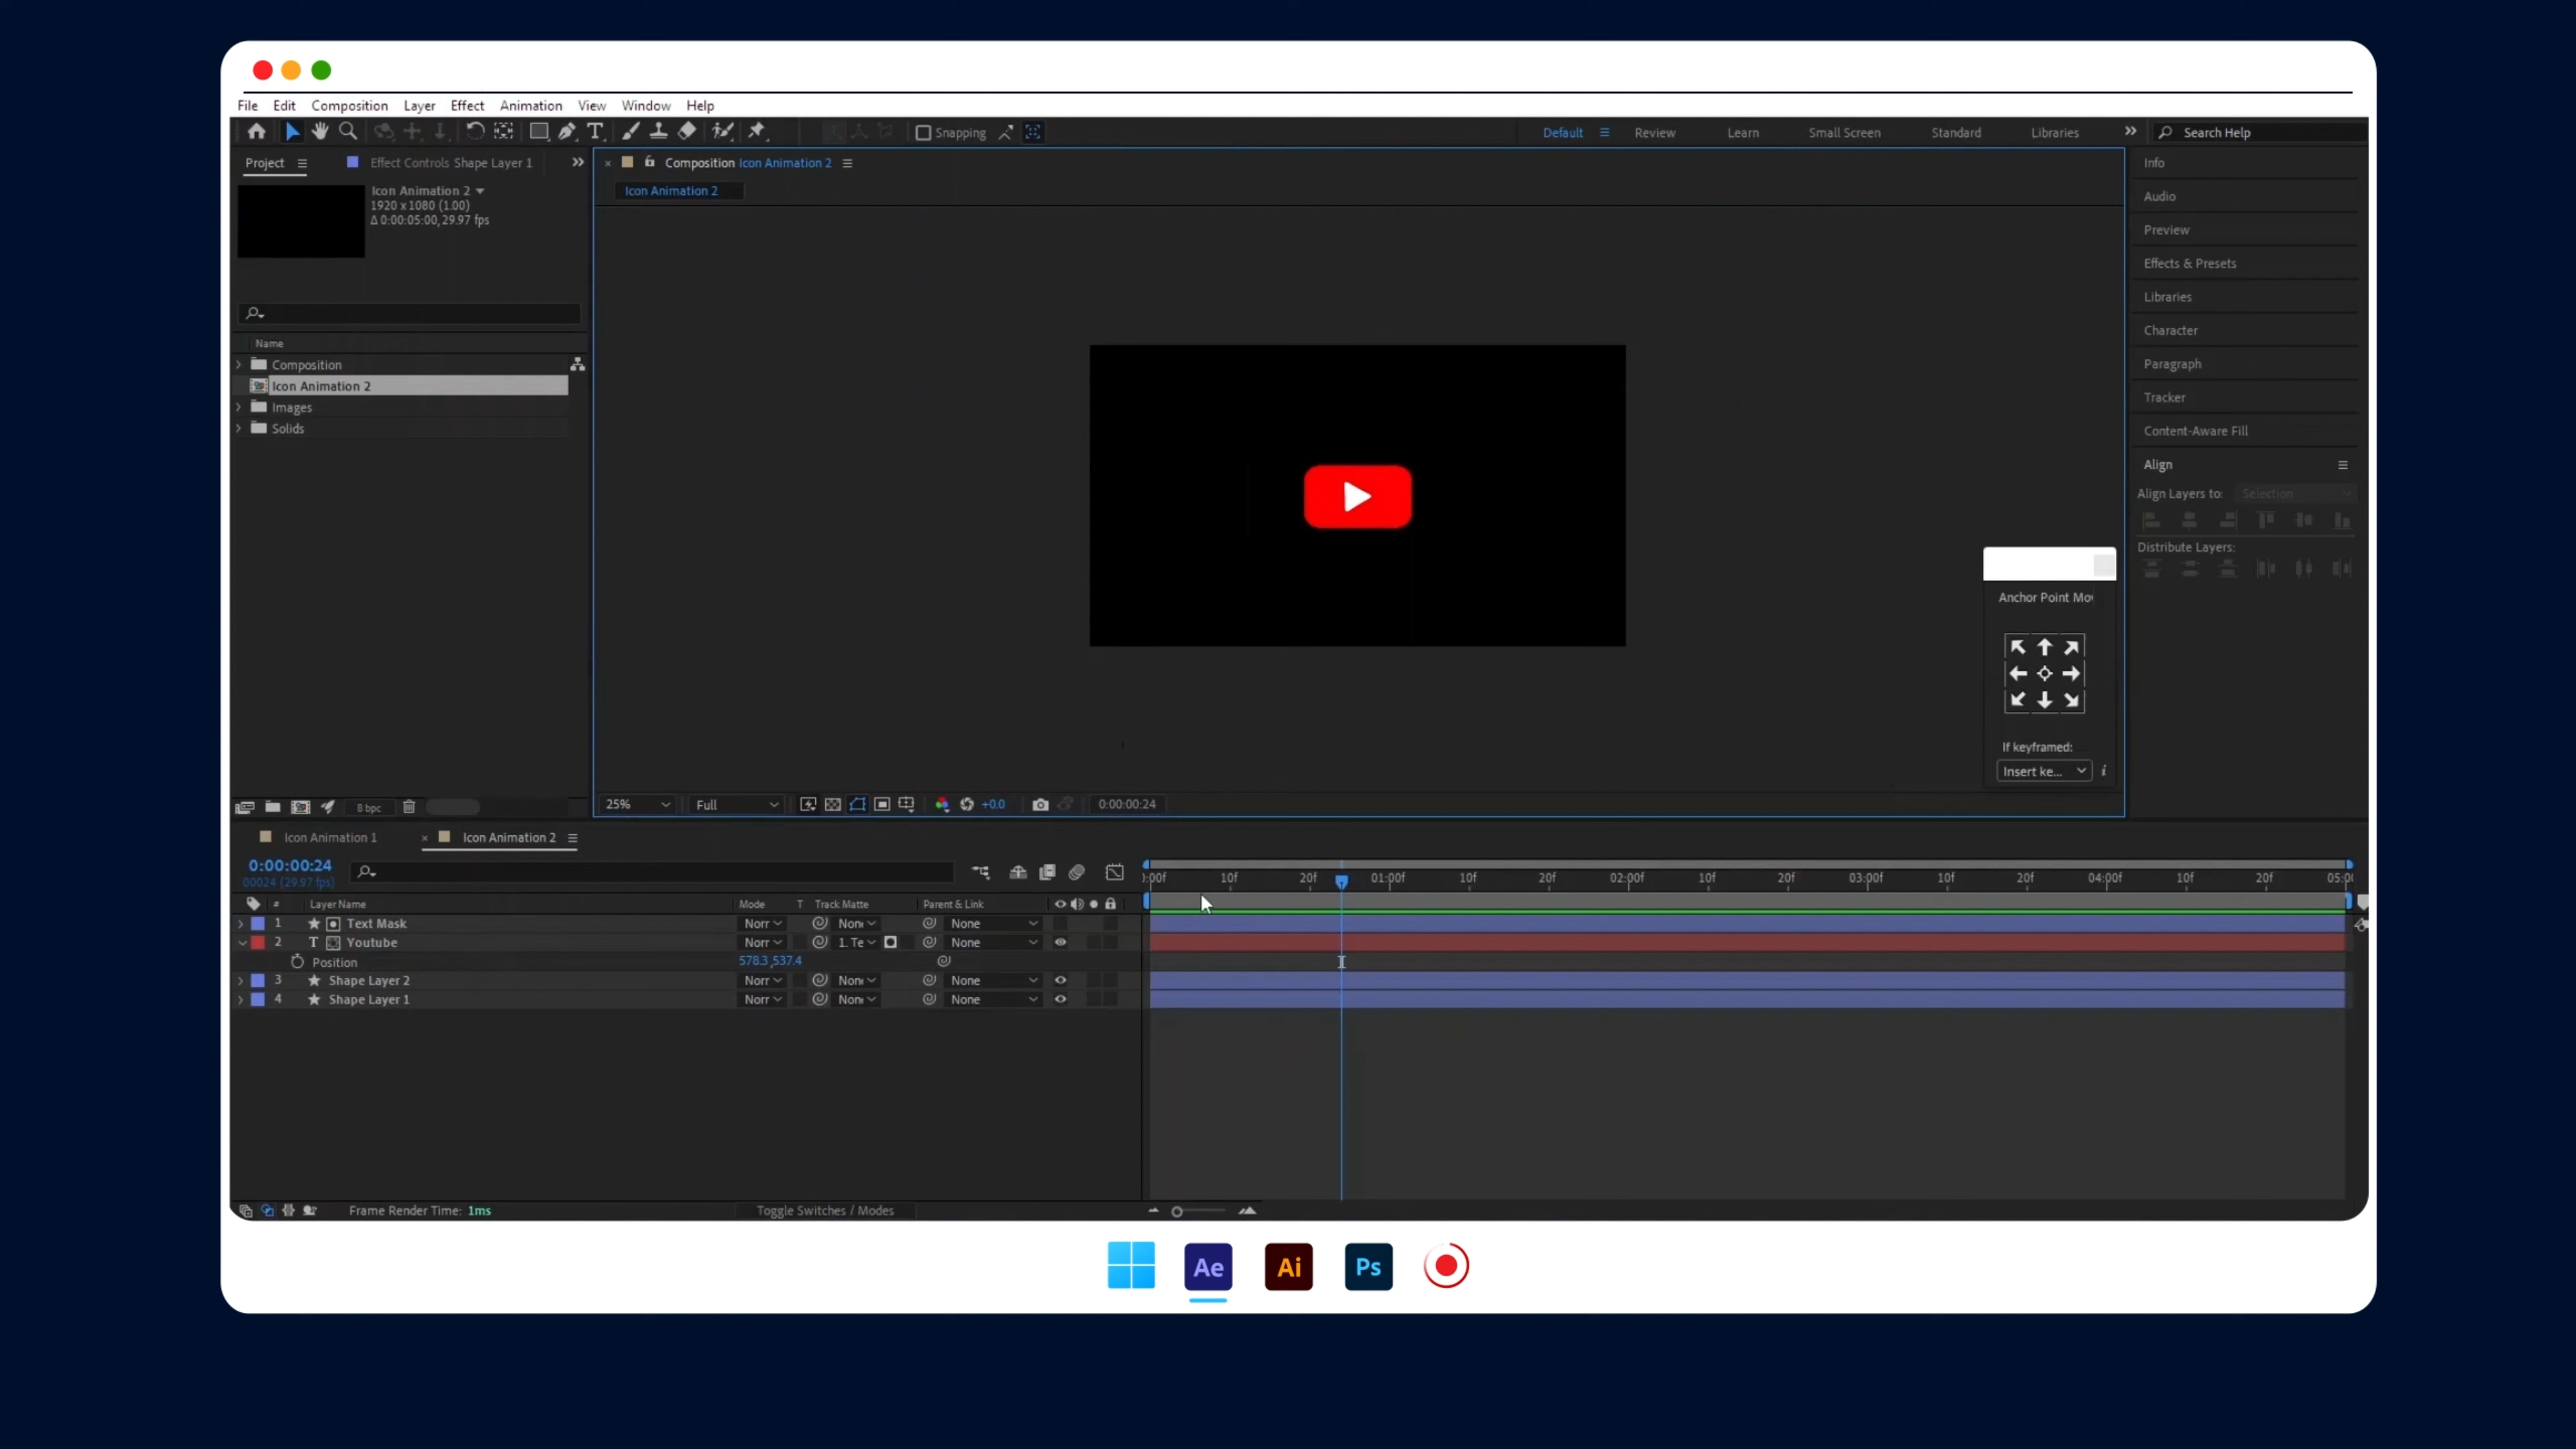 File Edit Composition Layer Effect Animation View Window Help
Snapping Default Review Learn Small Screen Standard Libraries Search Help
Project Effect Controls Shape Layer 1 Composition Icon Animation 2
Icon Animation 2
1920 x 1080 (1.00)
Δ 0:00:05:00, 29.97 fps
Icon Animation 2
Name
Composition
Icon Animation 2
Images
Solids
Info
Audio
Preview
Effects & Presets
Libraries
Character
Paragraph
Tracker
Content-Aware Fill
Align
Align Layers to: Selection
Distribute Layers:
Anchor Point Mo
If keyframed:
Insert ke...
8 bpc
25% Full +0.0 0:00:00:24
Icon Animation 1 Icon Animation 2
0:00:00:24
00024 (29.97 fps)
:00f 10f 20f 01:00f 10f 20f 02:00f 10f 20f 03:00f 10f 20f 04:00f 10f 20f 05:0
# Layer Name Mode T Track Matte Parent & Link
1 Text Mask Norr Non None
2 T Youtube Norr 1. Te None
Position 578.3,537.4
3 Shape Layer 2 Norr Non None
4 Shape Layer 1 Norr Non None
Frame Render Time: 1ms Toggle Switches / Modes
Ae Ai Ps